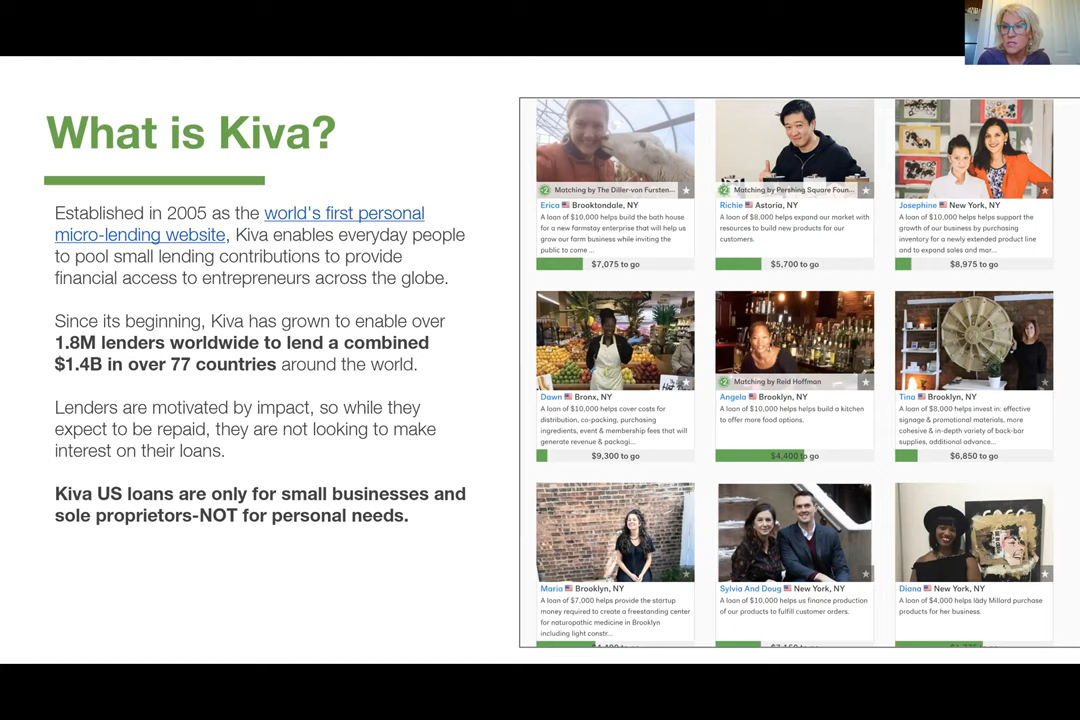 What is Kiva?
Established in 2005 as the world's first personal
micro-lending website, Kiva enables everyday people
to pool small lending contributions to provide
financial access to entrepreneurs across the globe.
Since its beginning, Kiva has grown to enable over
1.8M lenders worldwide to lend a combined
$1.4B in over 77 countries around the world.
Lenders are motivated by impact, so while they
expect to be repaid, they are not looking to make
interest on their loans.
Kiva US loans are only for small businesses and
sole proprietors-NOT for personal needs.
Matching by The Diller-von Fursten...
Erica Brooktondale, NY
A loan of $10,000 helps build the bath house
for a new farmstay enterprise that will help us
grow our farm business while inviting the
public to come ...
$7,075 to go
Matching by Pershing Square Foun...
Richie Astoria, NY
A loan of $8,000 helps expand our market with
resources to build new products for our
customers.
$5,700 to go
Josephine New York, NY
A loan of $10,000 helps helps support the
growth of our business by purchasing
inventory for a newly extended product line
and to expand sales and mar...
$8,975 to go
Dawn Bronx, NY
A loan of $10,000 helps cover costs for
distribution, co-packing, purchasing
ingredients, event & membership fees that will
generate revenue & packagi...
$9,300 to go
Matching by Reid Hoffman
Angela Brooklyn, NY
A loan of $10,000 helps helps build a kitchen
to offer more food options.
$4,400 to go
Tina Brooklyn, NY
A loan of $8,000 helps invest in: effective
signage & promotional materials, more
cohesive & in-depth variety of back-bar
supplies, additional advance...
$6,850 to go
Maria Brooklyn, NY
A loan of $7,000 helps provide the startup
money required to create a freestanding center
for naturopathic medicine in Brooklyn
including light constr...
Sylvia And Doug New York, NY
A loan of $10,000 helps us finance production
of our products to fulfill customer orders.
Diana New York, NY
A loan of $4,000 helps lády Millard purchase
products for her business.